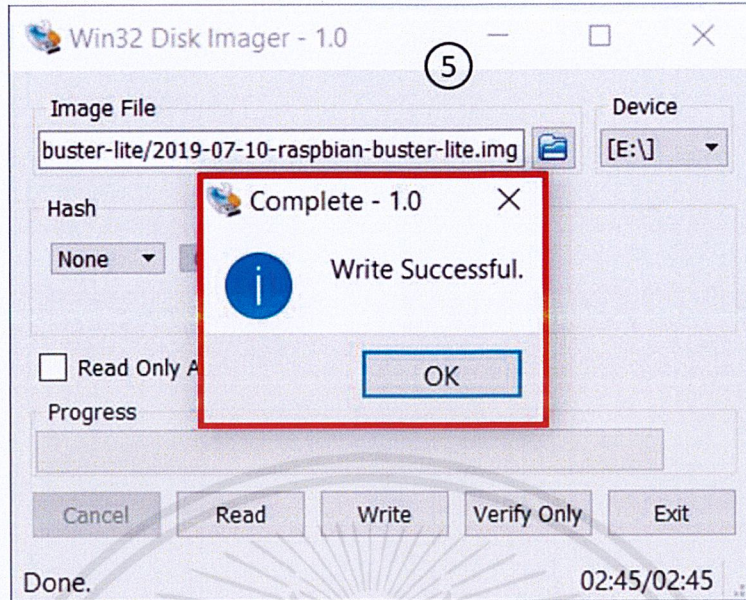 Win32 Disk Imager - 1.0
5
Image File
Device
buster-lite/2019-07-10-raspbian-buster-lite.img
[E:\]
Hash
None
Complete - 1.0
Write Successful.
OK
Read Only A
Progress
Cancel
Read
Write
Verify Only
Exit
Done.
02:45/02:45